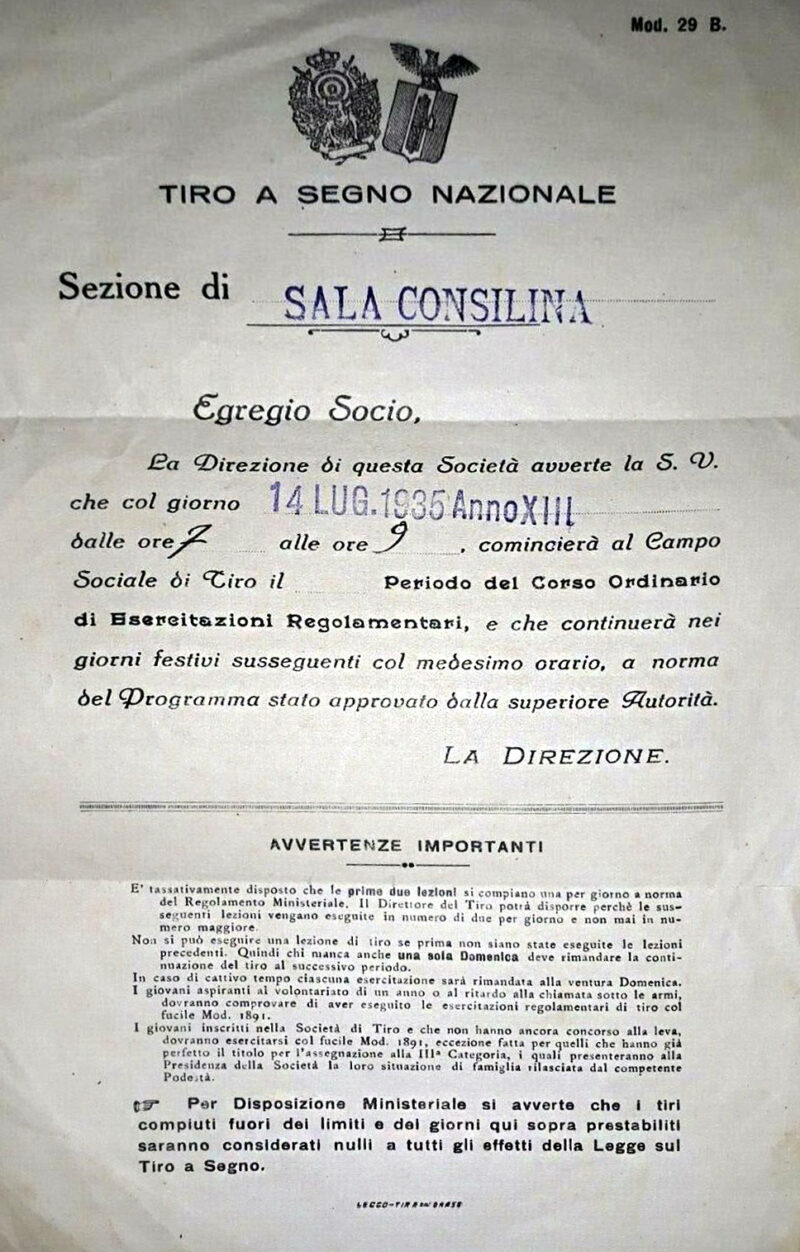 Mod. 29 B.
TIRO A SEGNO NAZIONALE
Sezione di SALA CONSILINA
Egregio Socio,
La Direzione di questa Società avverte la S. V.
che col giorno 14 LUG. 1935 Anno XIII
dalle ore 7 alle ore 9, comincierà al Campo
Sociale di Tiro il Periodo del Corso Ordinario
di Esercitazioni Regolamentari, e che continuerà nei
giorni festivi susseguenti col medesimo orario, a norma
del Programma stato approvato dalla superiore Autorità.
LA DIREZIONE.
AVVERTENZE IMPORTANTI
E' tassativamente disposto che le prime due lezioni si compiano una per giorno a norma
del Regolamento Ministeriale. Il Direttore del Tiro potrà disporre perchè le sus-
seguenti lezioni vengano eseguite in numero di due per giorno e non mai in nu-
mero maggiore.
Non si può eseguire una lezione di tiro se prima non siano state eseguite le lezioni
precedenti. Quindi chi manca anche una sola Domenica deve rimandare la conti-
nuazione del tiro al successivo periodo.
In caso di cattivo tempo ciascuna esercitazione sarà rimandata alla ventura Domenica.
I giovani aspiranti al volontariato di un anno o al ritardo alla chiamata sotto le armi,
dovranno comprovare di aver eseguito le esercitazioni regolamentari di tiro col
fucile Mod. 1891.
I giovani inscritti nella Società di Tiro e che non hanno ancora concorso alla leva,
dovranno esercitarsi col fucile Mod. 1891, eccezione fatta per quelli che hanno già
perfetto il titolo per l'assegnazione alla IIIª Categoria, i quali presenteranno alla
Presidenza della Società la loro situazione di famiglia rilasciata dal competente
Podestà.
☞ Per Disposizione Ministeriale si avverte che i tiri
compiuti fuori dei limiti e dei giorni qui sopra prestabiliti
saranno considerati nulli a tutti gli effetti della Legge sul
Tiro a Segno.
LECCO-TIP.